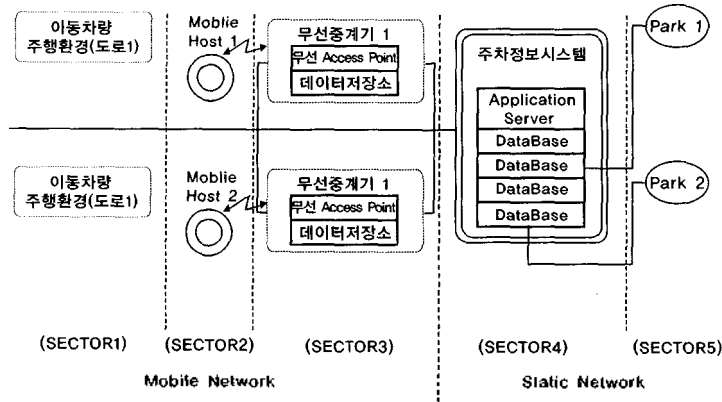 이동차량
주행환경(도로1)
Moblie
Host 1
무선중계기 1
무선 Access Point
데이터저장소
주차정보시스템
Application
Server
DataBase
DataBase
DataBase
DataBase
Park 1
이동차량
주행환경(도로1)
Moblie
Host 2
무선중계기 1
무선 Access Point
데이터저장소
Park 2
(SECTOR1)
(SECTOR2)
(SECTOR3)
(SECTOR4)
(SECTOR5)
Mobile Network
Static Network